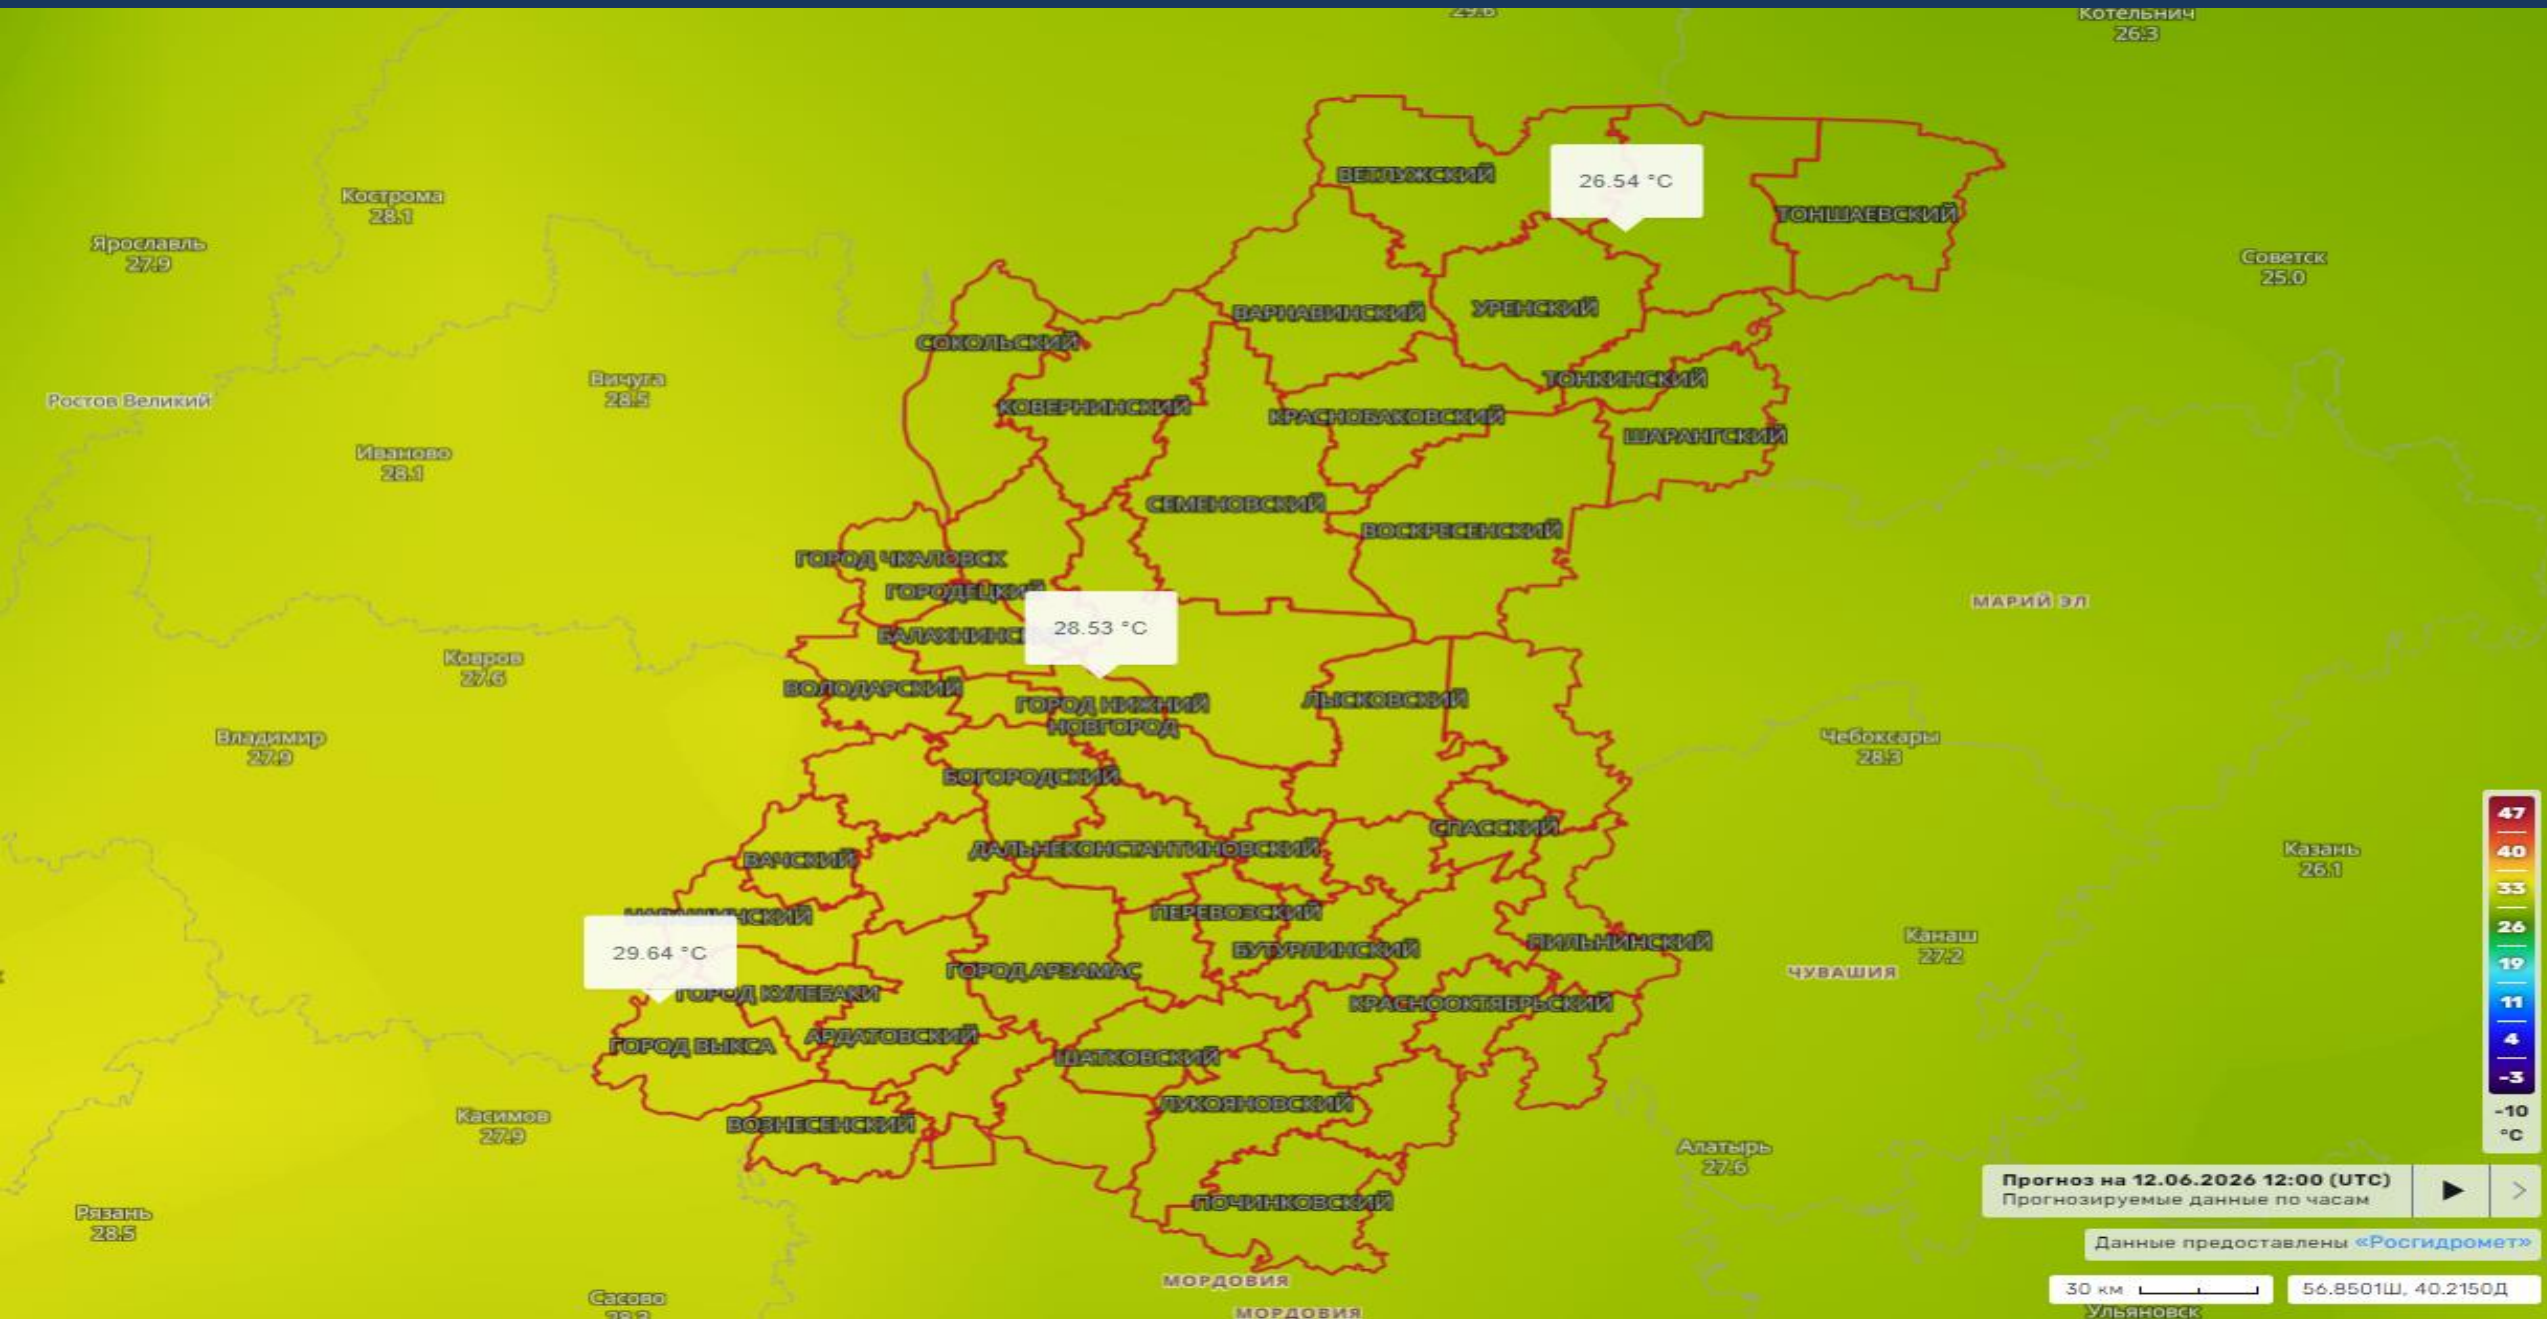 29.6
Котельнич
26.3
ВЕТЛУЖСКИЙ
26.54 °C
Кострома
28.1
ТОНШАЕВСКИЙ
Ярославль
27.9
Советск
25.0
ВАРНАВИНСКИЙ
УРЕНСКИЙ
СОКОЛЬСКИЙ
Вичуга
28.5
ТОНКИНСКИЙ
Ростов Великий
КОВЕРНИНСКИЙ
КРАСНОБАКОВСКИЙ
ШАРАНГСКИЙ
Иваново
28.1
СЕМЕНОВСКИЙ
ВОСКРЕСЕНСКИЙ
ГОРОД ЧКАЛОВСК
ГОРОДЕЦКИЙ
МАРИЙ ЭЛ
28.53 °C
БАЛАХНИНС
Ковров
27.6
ВОЛОДАРСКИЙ
ГОРОД НИЖНИЙ
НОВГОРОД
ЛЫСКОВСКИЙ
Владимир
27.9
Чебоксары
28.3
БОГОРОДСКИЙ
47
40
33
26
19
11
4
-3
-10
°C
СПАССКИЙ
ВАЧСКИЙ
ДАЛЬНЕКОНСТАНТИНОВСКИЙ
Казань
26.1
НАВАШИНСКИЙ
ПЕРЕВОЗСКИЙ
29.64 °C
БУТУРЛИНСКИЙ
ПИЛЬНИНСКИЙ
Канаш
27.2
ГОРОД АРЗАМАС
ЧУВАШИЯ
ГОРОД КУЛЕБАКИ
КРАСНООКТЯБРЬСКИЙ
ГОРОД ВЫКСА
АРДАТОВСКИЙ
ШАТКОВСКИЙ
Касимов
27.9
ВОЗНЕСЕНСКИЙ
ЛУКОЯНОВСКИЙ
Алатырь
27.6
Рязань
28.5
ПОЧИНКОВСКИЙ
Прогноз на 12.06.2026 12:00 (UTC)
Прогнозируемые данные по часам
Данные предоставлены «Росгидромет»
МОРДОВИЯ
Сасово
30 км
56.8501Ш, 40.2150Д
МОРДОВИЯ
Ульяновск